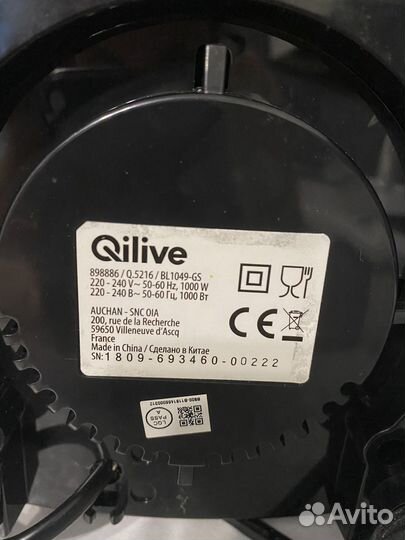 Qilive
898886 / Q.5216 / BL1049-GS
220 - 240 V~ 50-60 Hz, 1000 W
220 - 240 В~ 50-60 Гц, 1000 Вт
AUCHAN - SNC OIA
200, rue de la Recherche
59650 Villeneuve d'Ascq
France
Made in China / Сделано в Китае
SN: 1809-693460-00222
CE
LGC
PASS
A
Avito